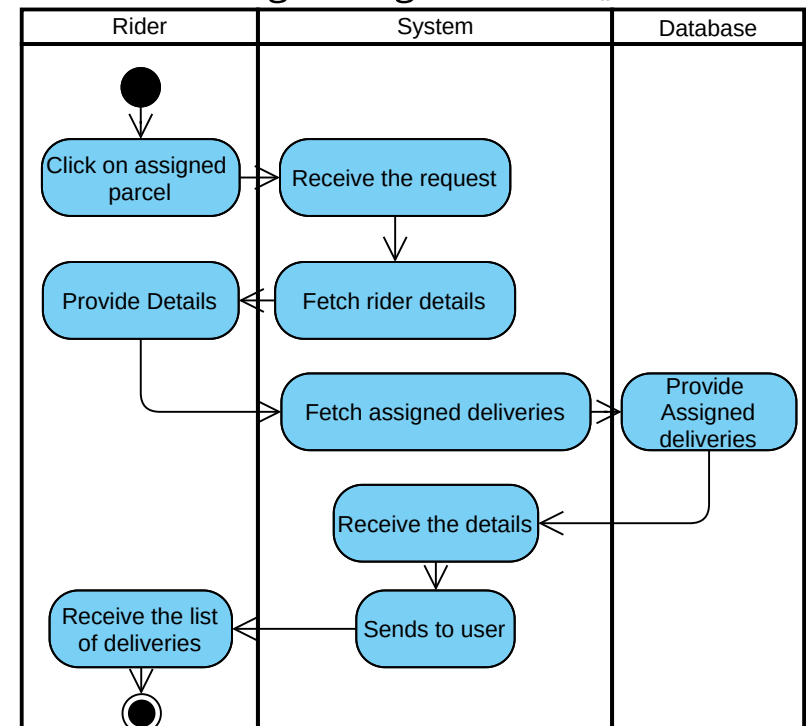 Rider
System
Database
Click on assigned
parcel
Receive the request
Provide Details
Fetch rider details
Fetch assigned deliveries
Provide
Assigned
deliveries
Receive the details
Receive the list
of deliveries
Sends to user